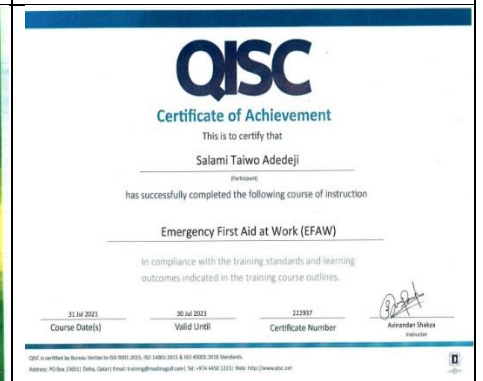 QISC
Certificate of Achievement
This is to certify that
Salami Taiwo Adedeji
(Participant)
has successfully completed the following course of instruction
Emergency First Aid at Work (EFAW)
In compliance with the training standards and learning
outcomes indicated in the training course outlines.
31 Jul 2021 30 Jul 2023 222937
Course Date(s) Valid Until Certificate Number Avinandan Shakya
Instructor
QISC is certified by Bureau Veritas to ISO 9001:2015, ISO 14001:2015 & ISO 45001:2018 Standards.
Address: PO Box 23653 | Doha, Qatar | Email: training@madinagulf.com | Tel: +974 4450 1231 | Web: http://www.qisc.net